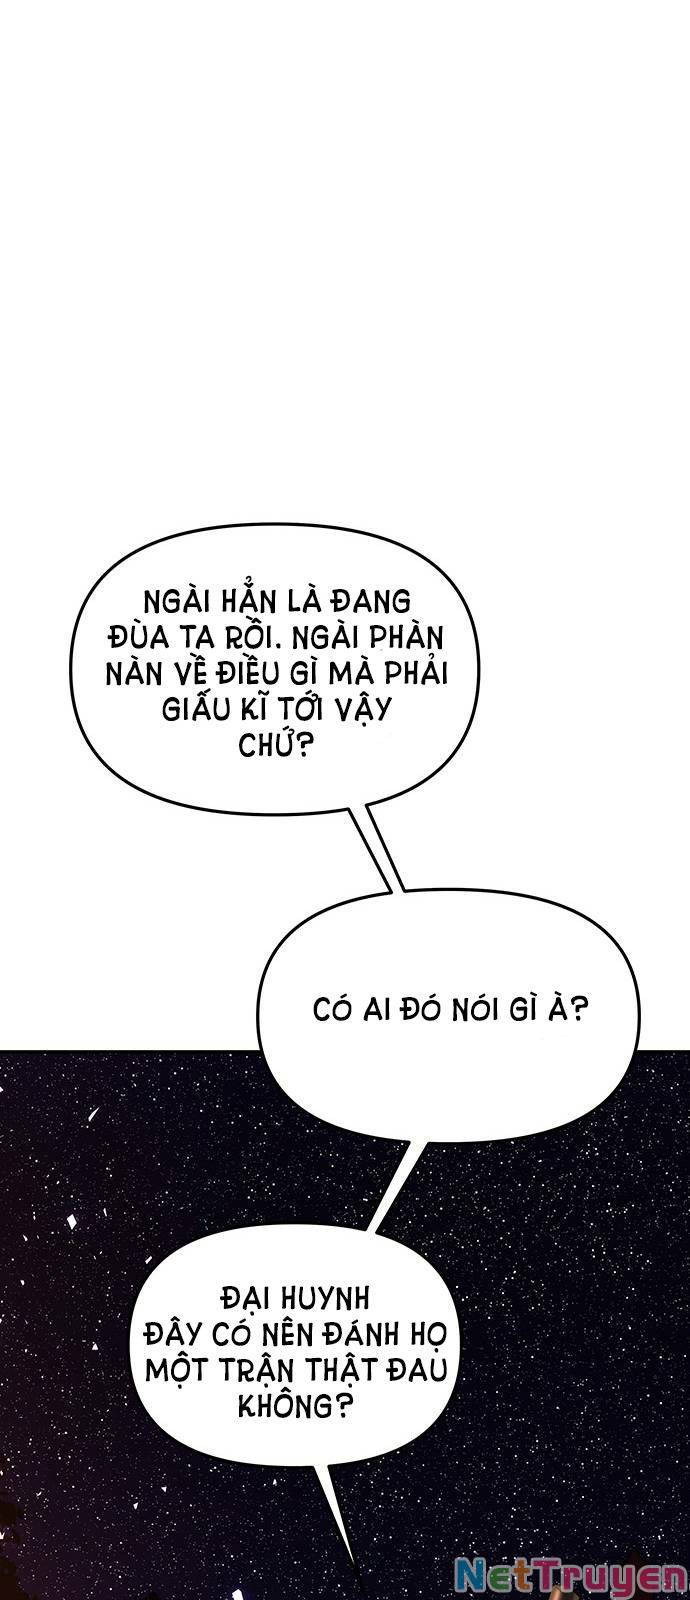 NGÀI HẲN LÀ ĐANG
ĐÙA TA RỒI. NGÀI PHÀN
NÀN VỀ ĐIỀU GÌ MÀ PHẢI
GIẤU KĨ TỚI VẬY
CHỨ?
CÓ AI ĐÓ NÓI GÌ À?
ĐẠI HUYNH
ĐÂY CÓ NÊN ĐÁNH HỌ
MỘT TRẬN THẬT ĐAU
KHÔNG?
NetTruyen